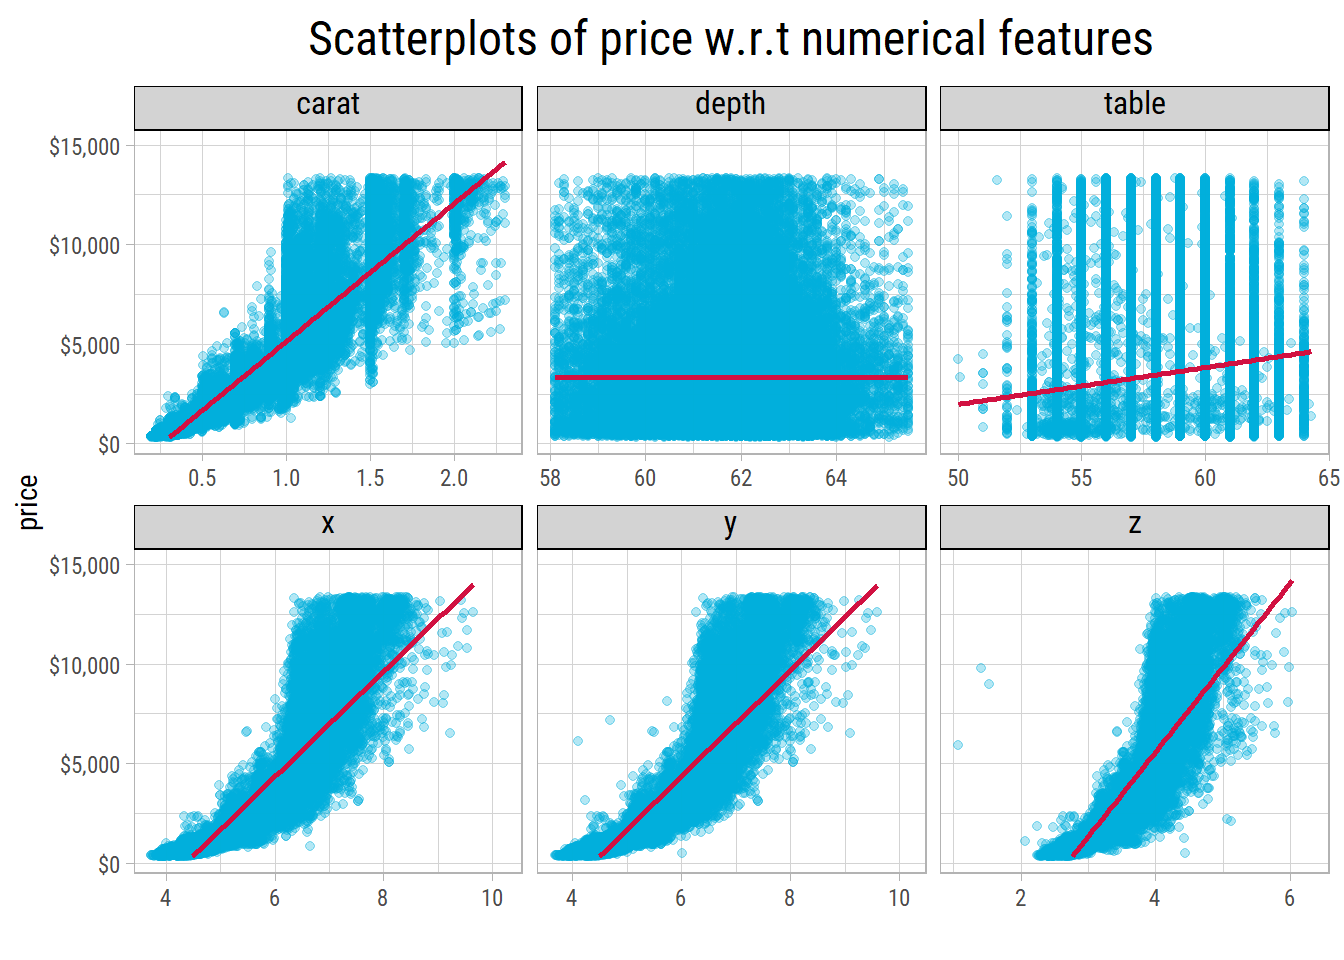 Scatterplots of price w.r.t numerical features
carat
depth
table
$15,000
$10,000
$5,000
$0
0.5 1.0 1.5 2.0
58 60 62 64
50 55 60 65
price
x
y
z
$15,000
$10,000
$5,000
$0
4 6 8 10
4 6 8 10
2 4 6